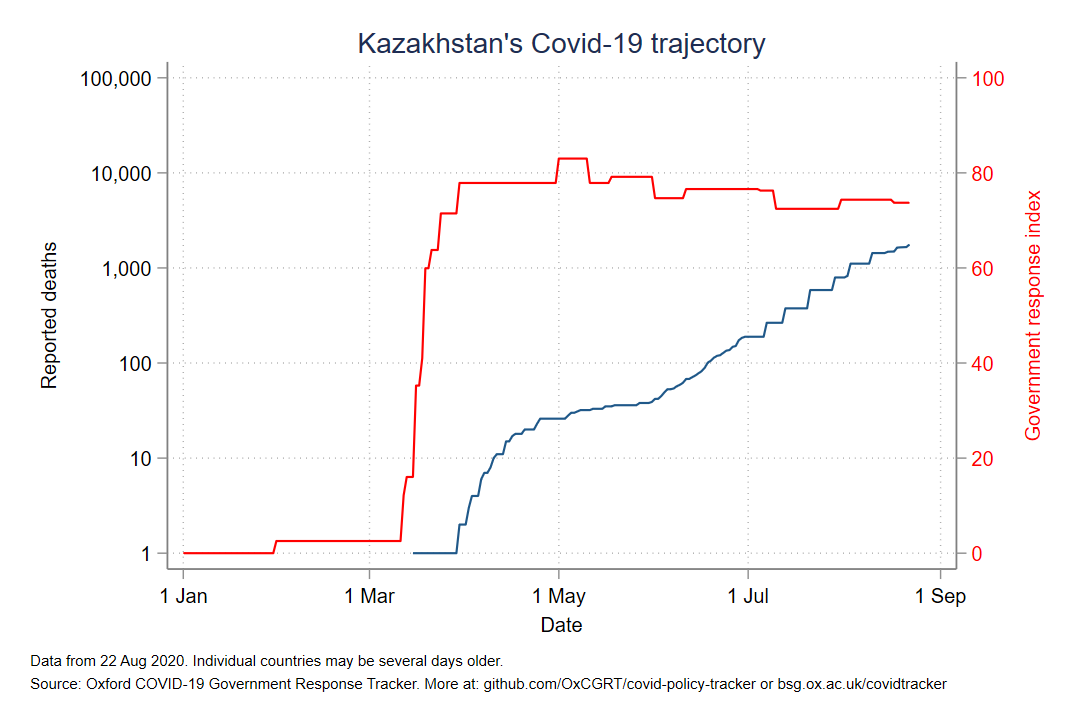 Kazakhstan's Covid-19 trajectory
100,000
10,000
1,000
100
10
1
Reported deaths
100
80
60
40
20
0
Government response index
1 Jan
1 Mar
1 May
1 Jul
1 Sep
Date
Data from 22 Aug 2020. Individual countries may be several days older.
Source: Oxford COVID-19 Government Response Tracker. More at: github.com/OxCGRT/covid-policy-tracker or bsg.ox.ac.uk/covidtracker